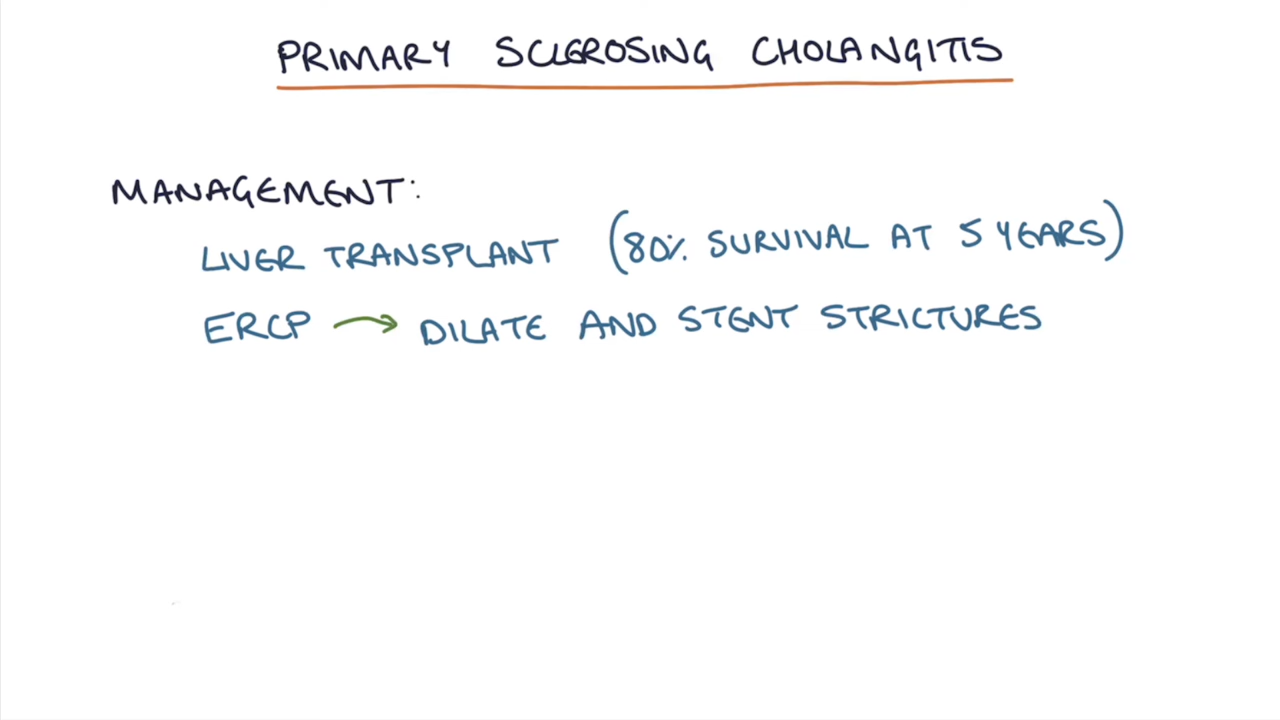 PRIMARY SCLEROSING CHOLANGITIS
MANAGEMENT:
LIVER TRANSPLANT (80% SURVIVAL AT 5 YEARS)
ERCP → DILATE AND STENT STRICTURES